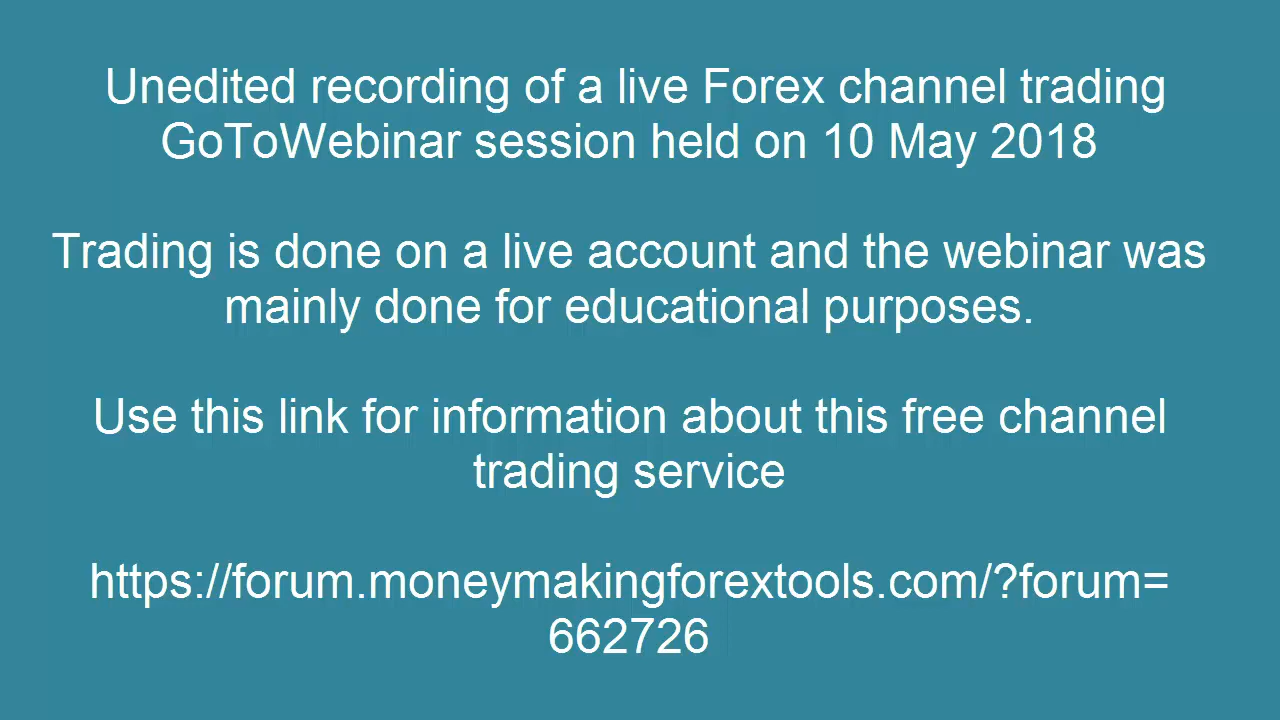 Unedited recording of a live Forex channel trading
GoToWebinar session held on 10 May 2018
Trading is done on a live account and the webinar was
mainly done for educational purposes.
Use this link for information about this free channel
trading service
https://forum.moneymakingforextools.com/?forum=
662726